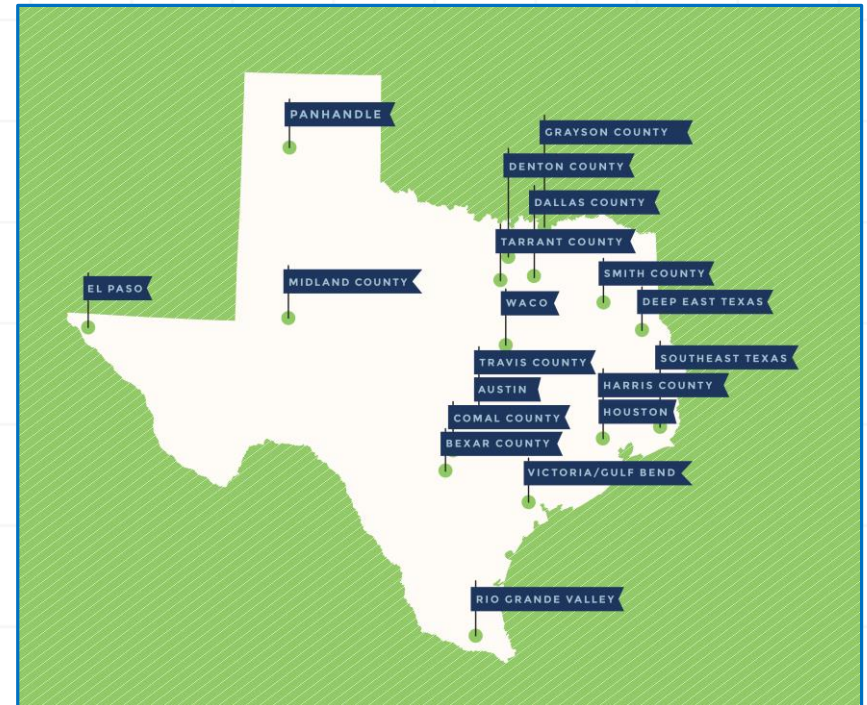 PANHANDLE
GRAYSON COUNTY
DENTON COUNTY
DALLAS COUNTY
TARRANT COUNTY
EL PASO
MIDLAND COUNTY
SMITH COUNTY
WACO
DEEP EAST TEXAS
TRAVIS COUNTY
SOUTHEAST TEXAS
AUSTIN
HARRIS COUNTY
COMAL COUNTY
HOUSTON
BEXAR COUNTY
VICTORIA/GULF BEND
RIO GRANDE VALLEY